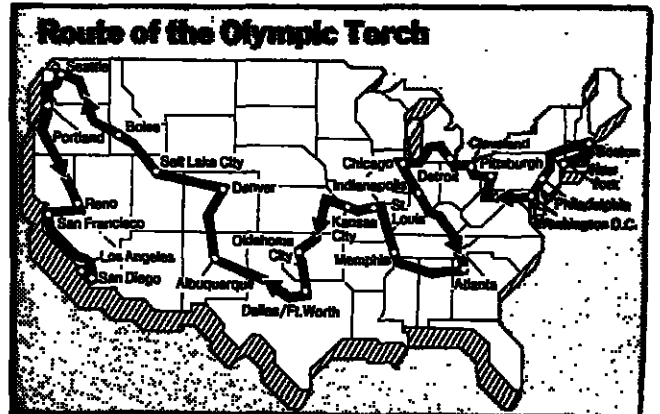 Route of the Olympic Torch
Seattle
Portland
Boise
Salt Lake City
Denver
Reno
San Francisco
Los Angeles
San Diego
Albuquerque
Oklahoma
City
Dallas/Ft.Worth
Kansas
City
St.
Louis
Memphis
Atlanta
Chicago
Indianapolis
Detroit
Cleveland
Pittsburgh
Boston
New
York
Philadelphia
Washington D.C.